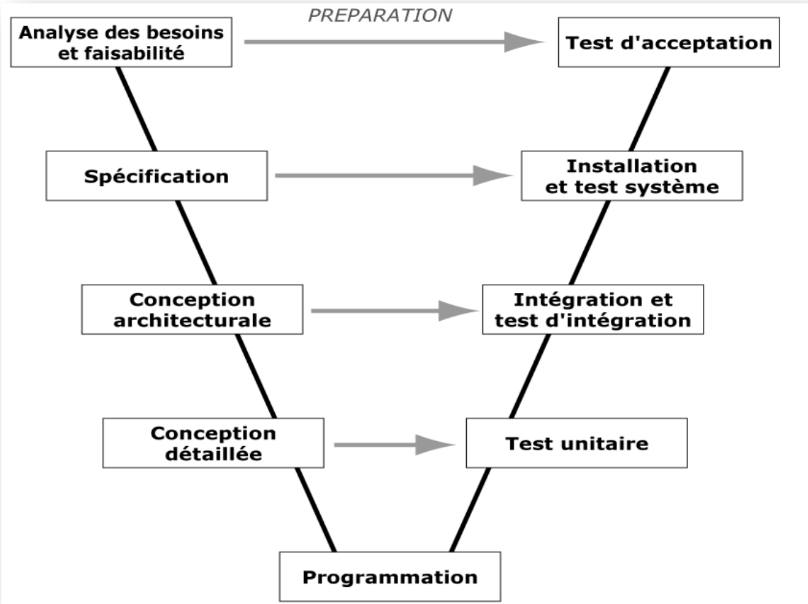 PREPARATION
Analyse des besoins
et faisabilité
Test d'acceptation
Spécification
Installation
et test système
Conception
architecturale
Intégration et
test d'intégration
Conception
détaillée
Test unitaire
Programmation